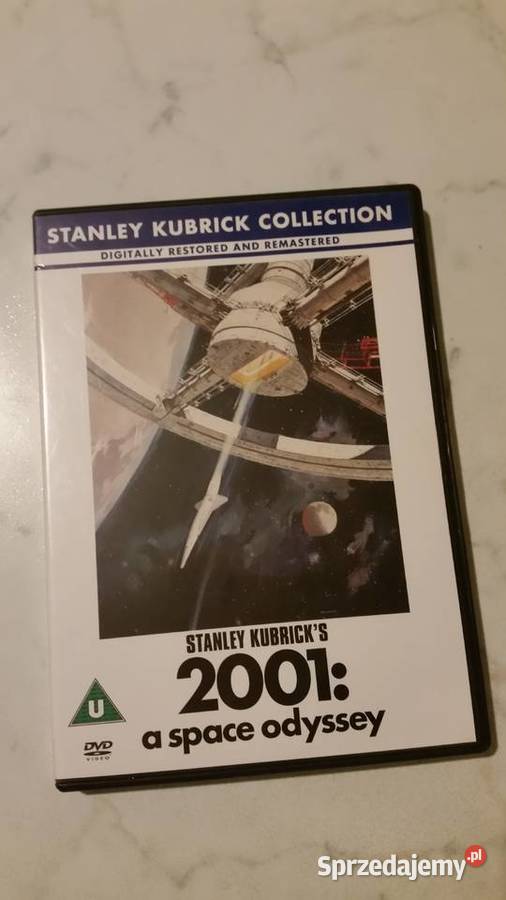 STANLEY KUBRICK COLLECTION
DIGITALLY RESTORED AND REMASTERED
STANLEY KUBRICK'S
2001:
a space odyssey
U
DVD
VIDEO
Sprzedajemy.pl